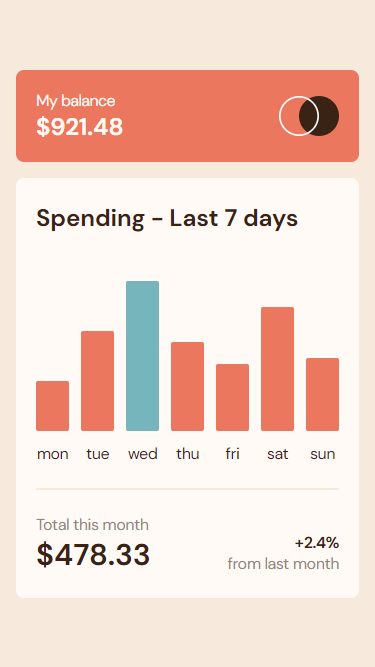 My balance
$921.48
Spending - Last 7 days
mon tue wed thu fri sat sun
Total this month
$478.33
+2.4%
from last month